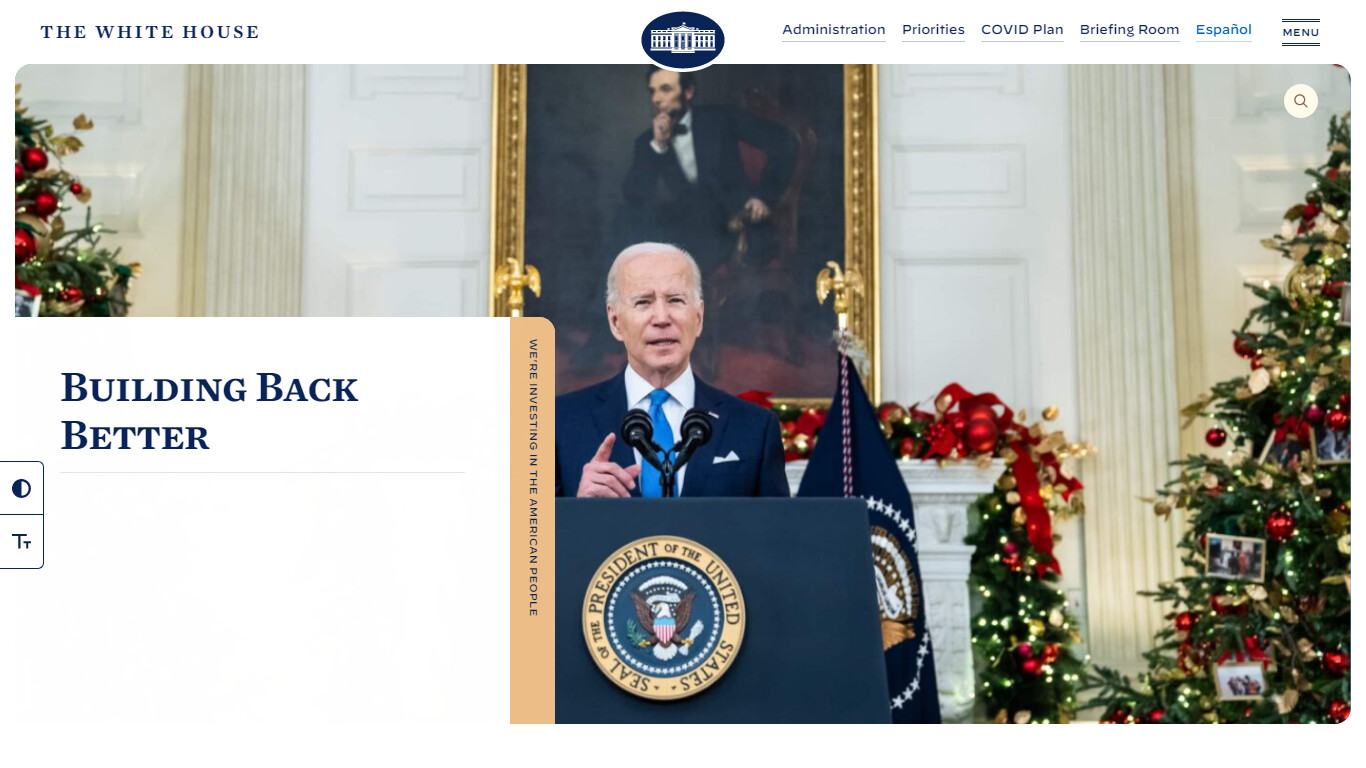 THE WHITE HOUSE
Administration
Priorities
COVID Plan
Briefing Room
Español
MENU
BUILDING BACK
BETTER
WE'RE INVESTING IN THE AMERICAN PEOPLE
Tт
SEAL OF THE PRESIDENT OF THE UNITED STATES